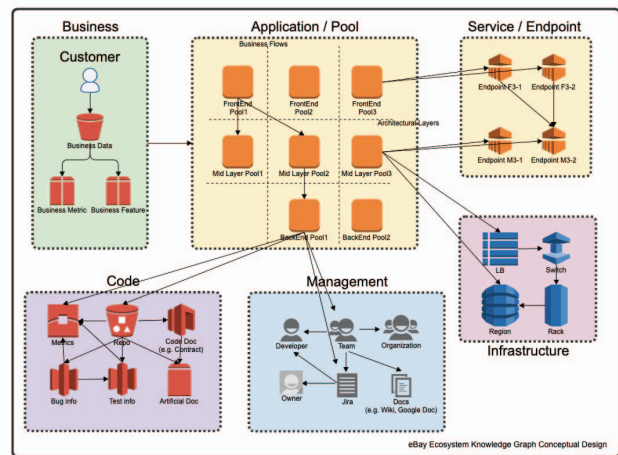 Business
Application / Pool
Service / Endpoint
Customer
Business Data
Business Metric
Business Feature
Business Flows
FrontEnd
Pool1
FrontEnd
Pool2
FrontEnd
Pool3
Architectural Layers
Mid Layer Pool1
Mid Layer Pool2
Mid Layer Pool3
BackEnd Pool1
BackEnd Pool2
Endpoint F3-1
Endpoint F3-2
Endpoint M3-1
Endpoint M3-2
LB
Switch
Region
Rack
Infrastructure
Code
Metrics
Repo
Code Doc
(e.g. Contract)
Bug info
Test info
Artificial Doc
Management
Developer
Team
Organization
Owner
Jira
Docs
(e.g. Wiki, Google Doc)
eBay Ecosystem Knowledge Graph Conceptual Design